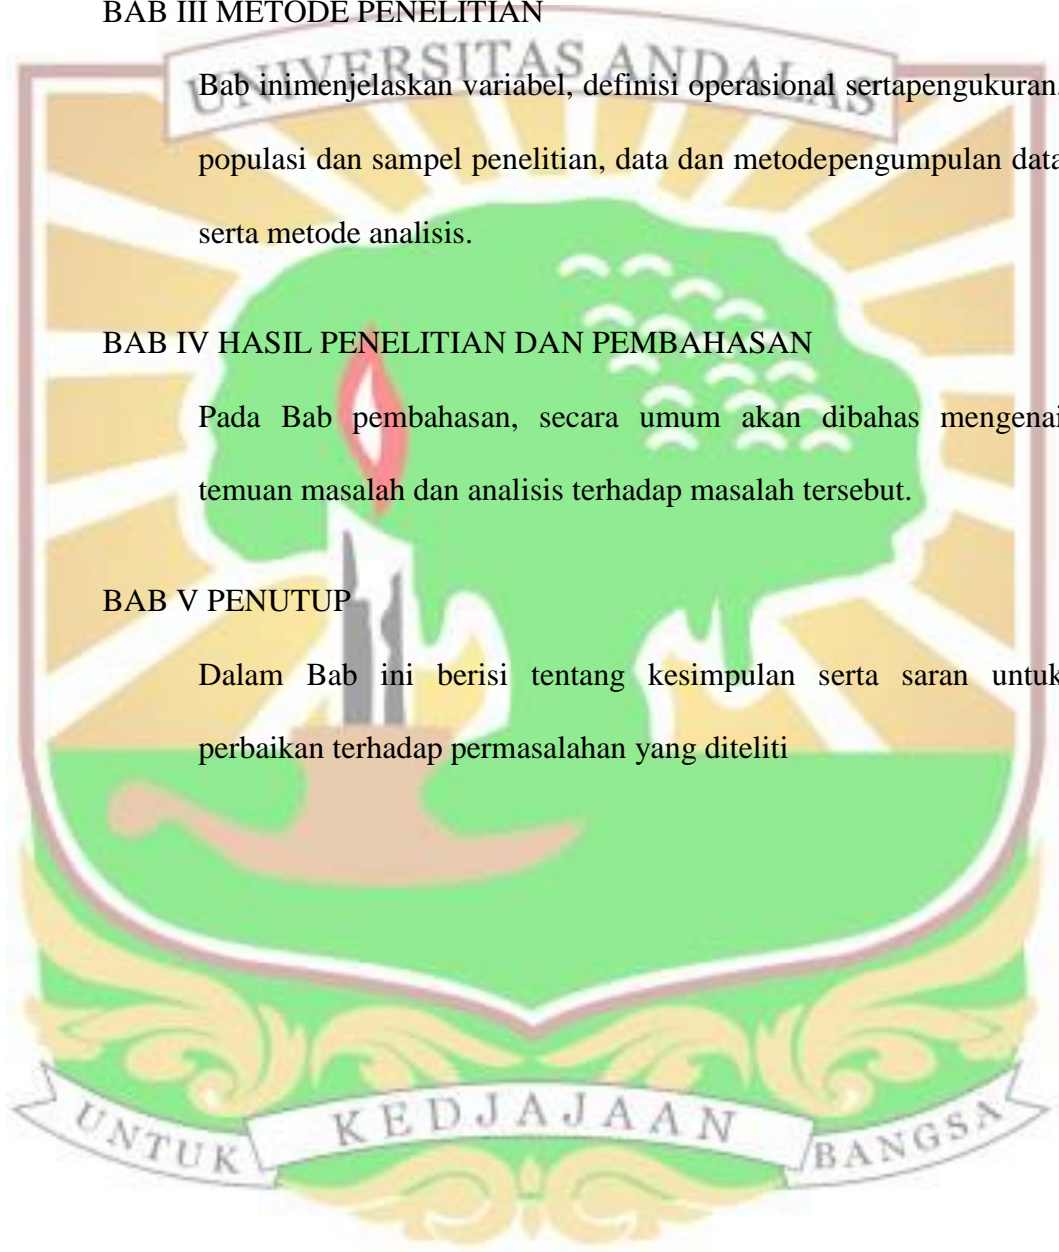 BAB III METODE PENELITIAN
UNIVERSITAS ANDALAS
Bab inimenjelaskan variabel, definisi operasional sertapengukuran,
populasi dan sampel penelitian, data dan metodepengumpulan data
serta metode analisis.
BAB IV HASIL PENELITIAN DAN PEMBAHASAN
Pada Bab pembahasan, secara umum akan dibahas mengenai
temuan masalah dan analisis terhadap masalah tersebut.
BAB V PENUTUP
Dalam Bab ini berisi tentang kesimpulan serta saran untuk
perbaikan terhadap permasalahan yang diteliti
UNTUK KEDJAJAAN BANGSA